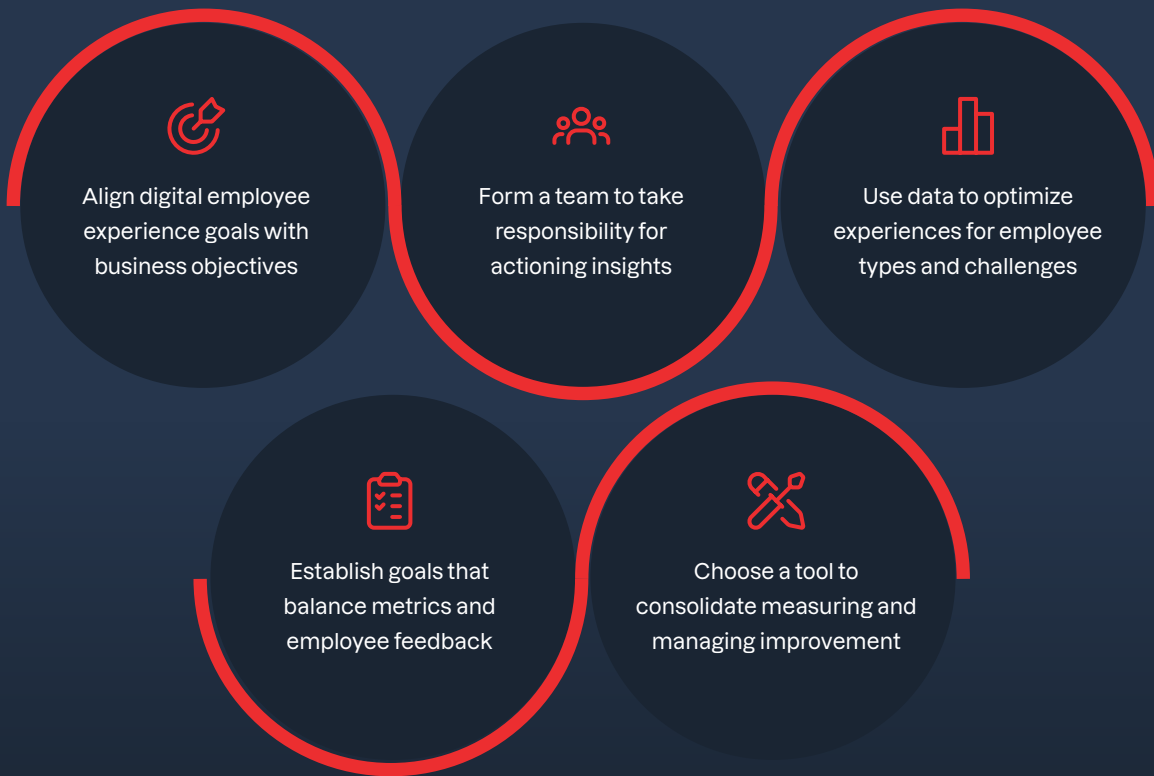 Align digital employee
experience goals with
business objectives
Form a team to take
responsibility for
actioning insights
Use data to optimize
experiences for employee
types and challenges
Establish goals that
balance metrics and
employee feedback
Choose a tool to
consolidate measuring and
managing improvement